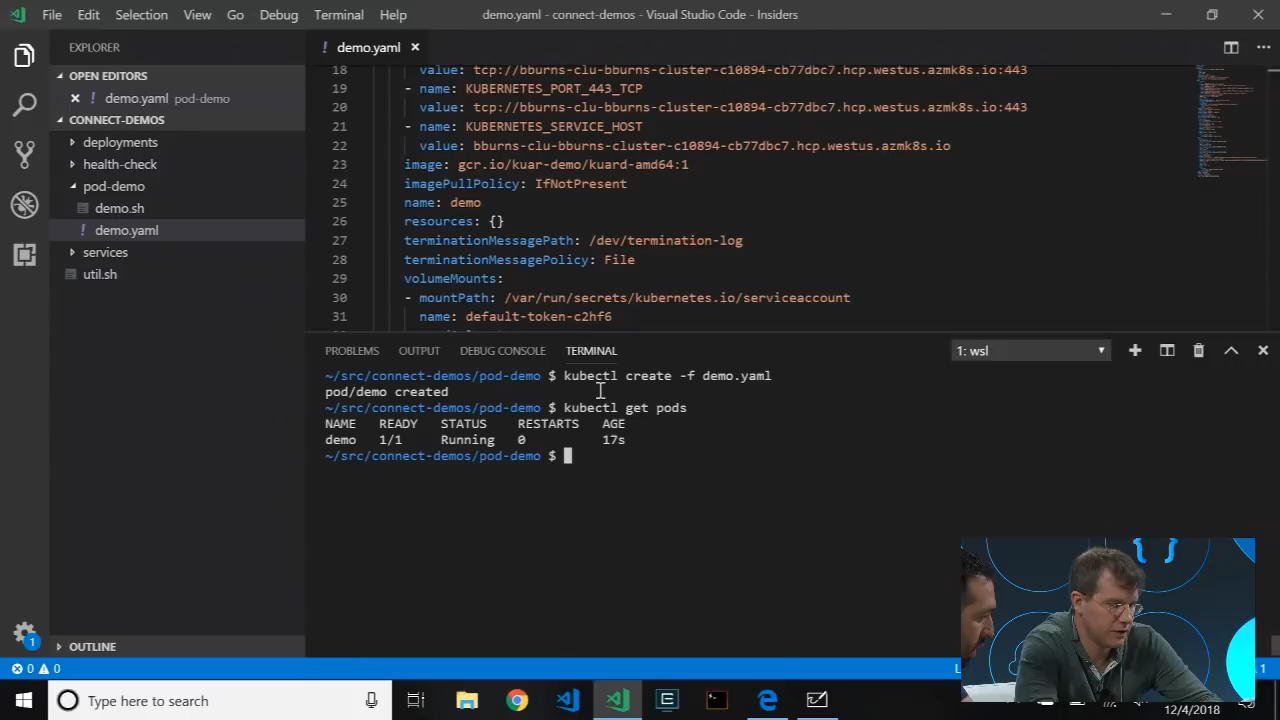 File Edit Selection View Go Debug Terminal Help demo.yaml - connect-demos - Visual Studio Code - Insiders
EXPLORER
OPEN EDITORS
demo.yaml pod-demo
CONNECT-DEMOS
deployments
health-check
pod-demo
demo.sh
demo.yaml
services
util.sh
OUTLINE
demo.yaml
18 value: tcp://bburns-clu-bburns-cluster-c10894-cb77dbc7.hcp.westus.azmk8s.io:443
19 - name: KUBERNETES_PORT_443_TCP
20 value: tcp://bburns-clu-bburns-cluster-c10894-cb77dbc7.hcp.westus.azmk8s.io:443
21 - name: KUBERNETES_SERVICE_HOST
22 value: bburns-clu-bburns-cluster-c10894-cb77dbc7.hcp.westus.azmk8s.io
23 image: gcr.io/kuar-demo/kuard-amd64:1
24 imagePullPolicy: IfNotPresent
25 name: demo
26 resources: {}
27 terminationMessagePath: /dev/termination-log
28 terminationMessagePolicy: File
29 volumeMounts:
30 - mountPath: /var/run/secrets/kubernetes.io/serviceaccount
31 name: default-token-c2hf6
PROBLEMS OUTPUT DEBUG CONSOLE TERMINAL 1: wsl
~/src/connect-demos/pod-demo $ kubectl create -f demo.yaml
pod/demo created
~/src/connect-demos/pod-demo $ kubectl get pods
NAME READY STATUS RESTARTS AGE
demo 1/1 Running 0 17s
~/src/connect-demos/pod-demo $
1
0 0
Type here to search
12/4/2018